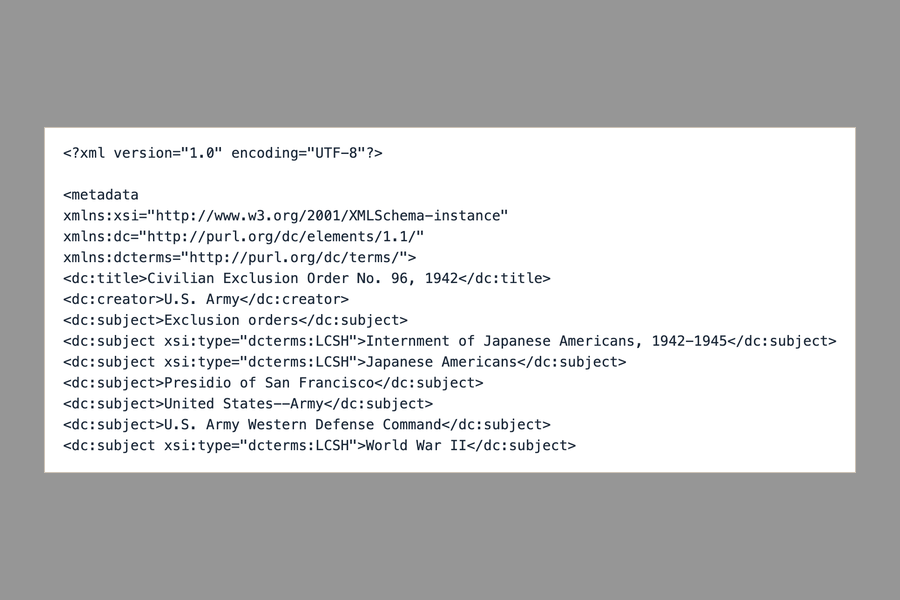 <?xml version="1.0" encoding="UTF-8"?>
<metadata
xmlns:xsi="http://www.w3.org/2001/XMLSchema-instance"
xmlns:dc="http://purl.org/dc/elements/1.1/"
xmlns:dcterms="http://purl.org/dc/terms/">
<dc:title>Civilian Exclusion Order No. 96, 1942</dc:title>
<dc:creator>U.S. Army</dc:creator>
<dc:subject>Exclusion orders</dc:subject>
<dc:subject xsi:type="dcterms:LCSH">Internment of Japanese Americans, 1942-1945</dc:subject>
<dc:subject xsi:type="dcterms:LCSH">Japanese Americans</dc:subject>
<dc:subject>Presidio of San Francisco</dc:subject>
<dc:subject>United States--Army</dc:subject>
<dc:subject>U.S. Army Western Defense Command</dc:subject>
<dc:subject xsi:type="dcterms:LCSH">World War II</dc:subject>